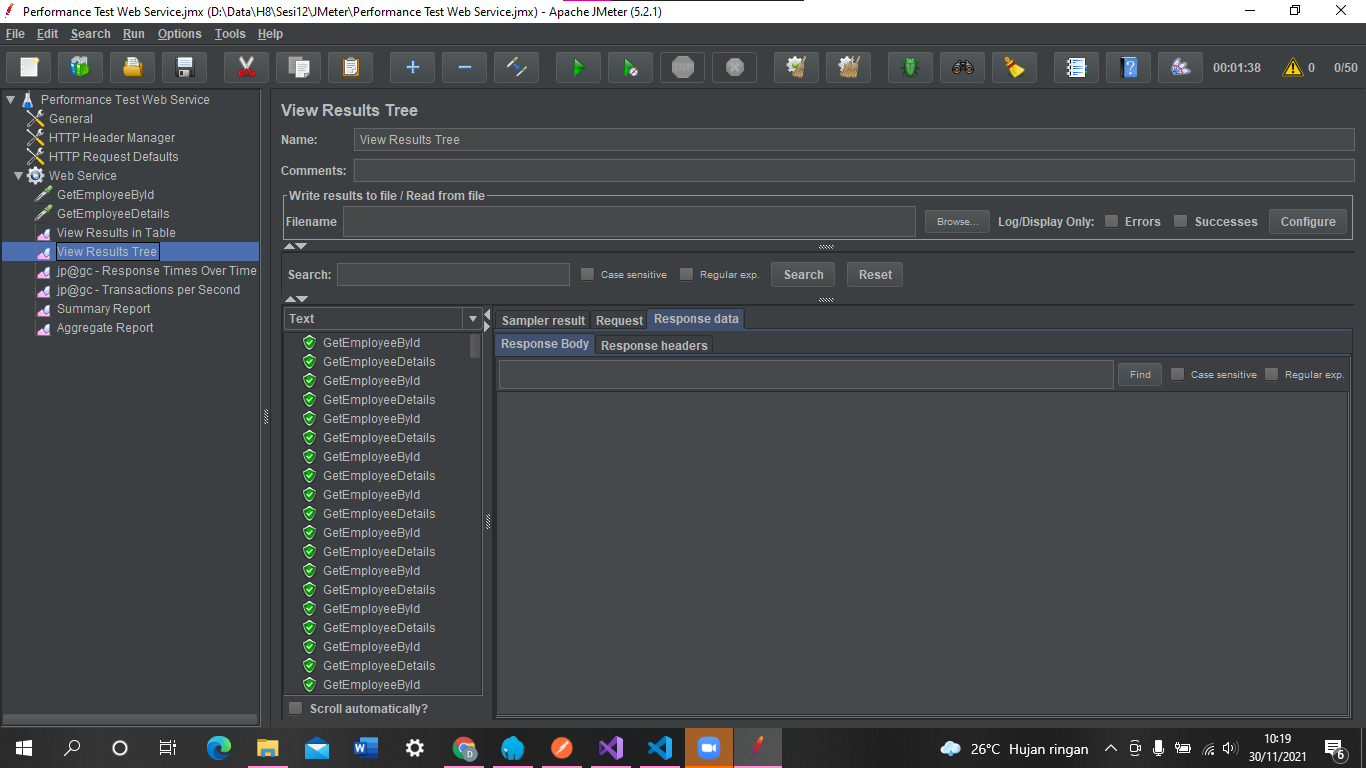 Performance Test Web Service.jmx (D:\Data\H8\Sesi12\JMeter\Performance Test Web Service.jmx) - Apache JMeter (5.2.1)
File Edit Search Run Options Tools Help
STOP
00:01:38 0 0/50
Performance Test Web Service
General
HTTP Header Manager
HTTP Request Defaults
Web Service
GetEmployeeById
GetEmployeeDetails
View Results in Table
View Results Tree
jp@gc - Response Times Over Time
jp@gc - Transactions per Second
Summary Report
Aggregate Report
View Results Tree
Name: View Results Tree
Comments:
Write results to file / Read from file
Filename Browse... Log/Display Only: Errors Successes Configure
Search: Case sensitive Regular exp. Search Reset
Text
GetEmployeeById
GetEmployeeDetails
GetEmployeeById
GetEmployeeDetails
GetEmployeeById
GetEmployeeDetails
GetEmployeeById
GetEmployeeDetails
GetEmployeeById
GetEmployeeDetails
GetEmployeeById
GetEmployeeDetails
GetEmployeeById
GetEmployeeDetails
GetEmployeeById
GetEmployeeDetails
GetEmployeeById
GetEmployeeDetails
GetEmployeeById
Scroll automatically?
Sampler result Request Response data
Response Body Response headers
Find Case sensitive Regular exp.
26°C Hujan ringan
10:19
30/11/2021
6